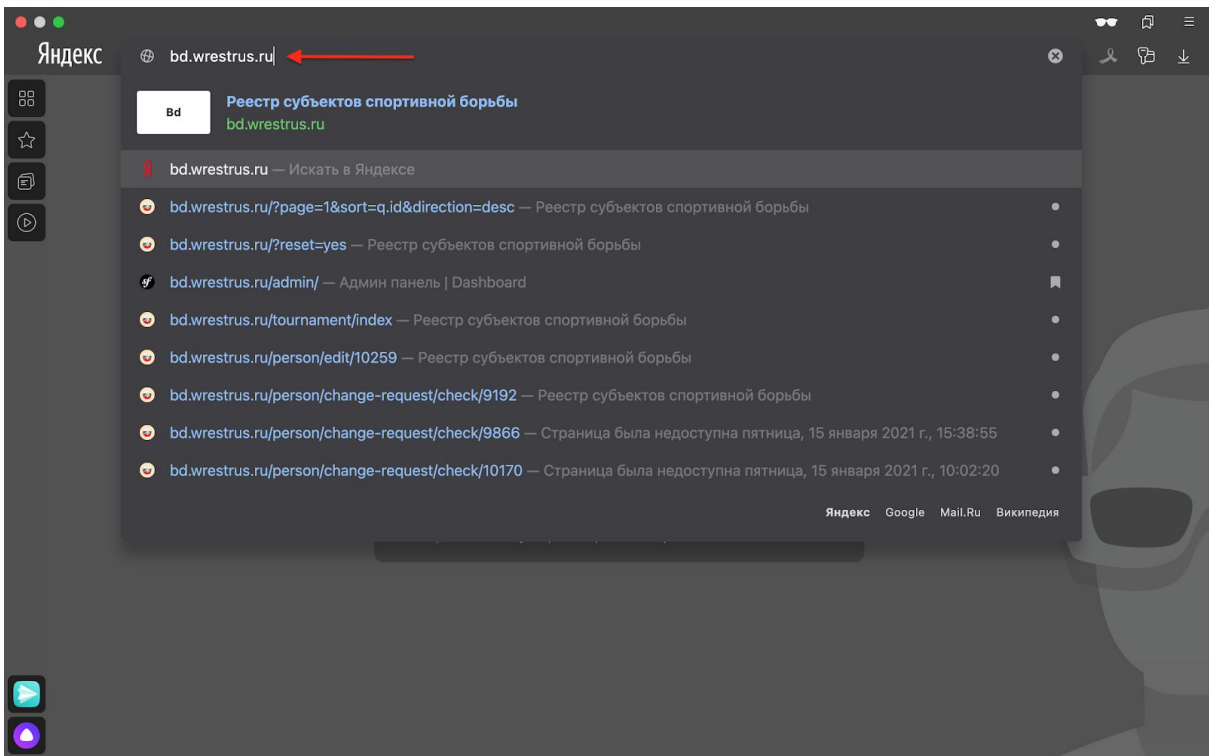 Яндекс
bd.wrestrus.ru
Bd
Реестр субъектов спортивной борьбы
bd.wrestrus.ru
Я bd.wrestrus.ru — Искать в Яндексе
bd.wrestrus.ru/?page=1&sort=q.id&direction=desc — Реестр субъектов спортивной борьбы
bd.wrestrus.ru/?reset=yes — Реестр субъектов спортивной борьбы
sf bd.wrestrus.ru/admin/ — Админ панель | Dashboard
bd.wrestrus.ru/tournament/index — Реестр субъектов спортивной борьбы
bd.wrestrus.ru/person/edit/10259 — Реестр субъектов спортивной борьбы
bd.wrestrus.ru/person/change-request/check/9192 — Реестр субъектов спортивной борьбы
bd.wrestrus.ru/person/change-request/check/9866 — Страница была недоступна пятница, 15 января 2021 г., 15:38:55
bd.wrestrus.ru/person/change-request/check/10170 — Страница была недоступна пятница, 15 января 2021 г., 10:02:20
Яндекс Google Mail.Ru Википедия